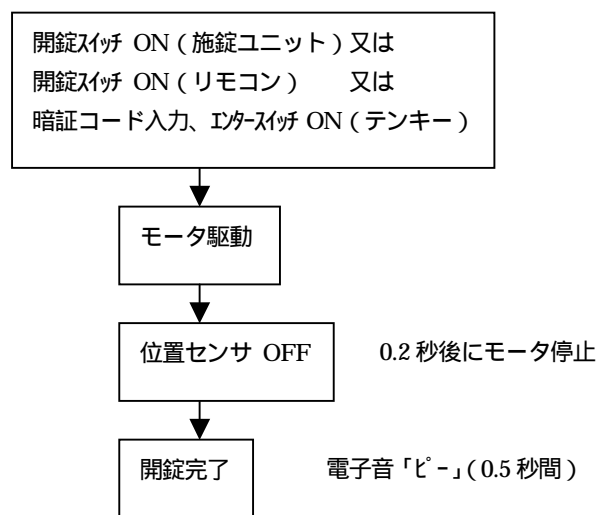 開錠ｽｲｯﾁ ON（施錠ユニット）又は
開錠ｽｲｯﾁ ON（リモコン）　又は
暗証コード入力、ｴﾝﾀｰｽｲｯﾁ ON（テンキー）
モータ駆動
位置センサ OFF　0.2 秒後にモータ停止
開錠完了　電子音「ﾋﾟｰ」（0.5 秒間）